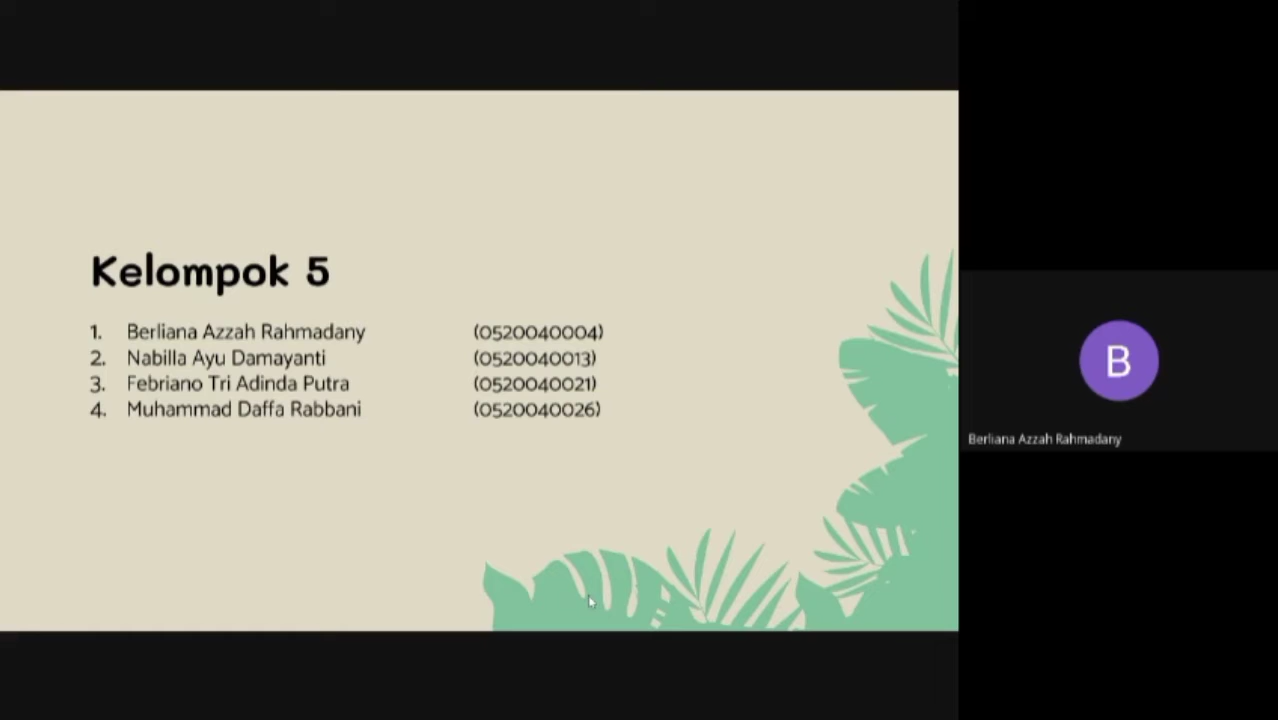 Kelompok 5
1. Berliana Azzah Rahmadany (0520040004)
2. Nabilla Ayu Damayanti (0520040013)
3. Febriano Tri Adinda Putra (0520040021)
4. Muhammad Daffa Rabbani (0520040026)
B
Berliana Azzah Rahmadany